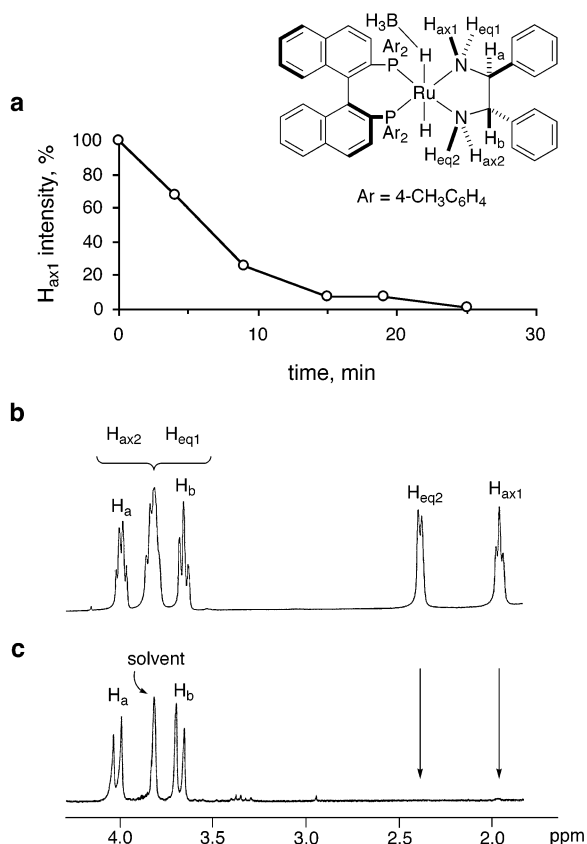 H3B
Hax1 Heq1
Ar2 H Ha
P N
Ru
P N
Ar2 H Hb
Heq2 Hax2
Ar = 4-CH3C6H4
a
Hax1 intensity, %
100
80
60
40
20
0
0 10 20 30
time, min
b
Hax2 Heq1
Ha Hb Heq2 Hax1
c
solvent
Ha Hb
4.0 3.5 3.0 2.5 2.0 ppm